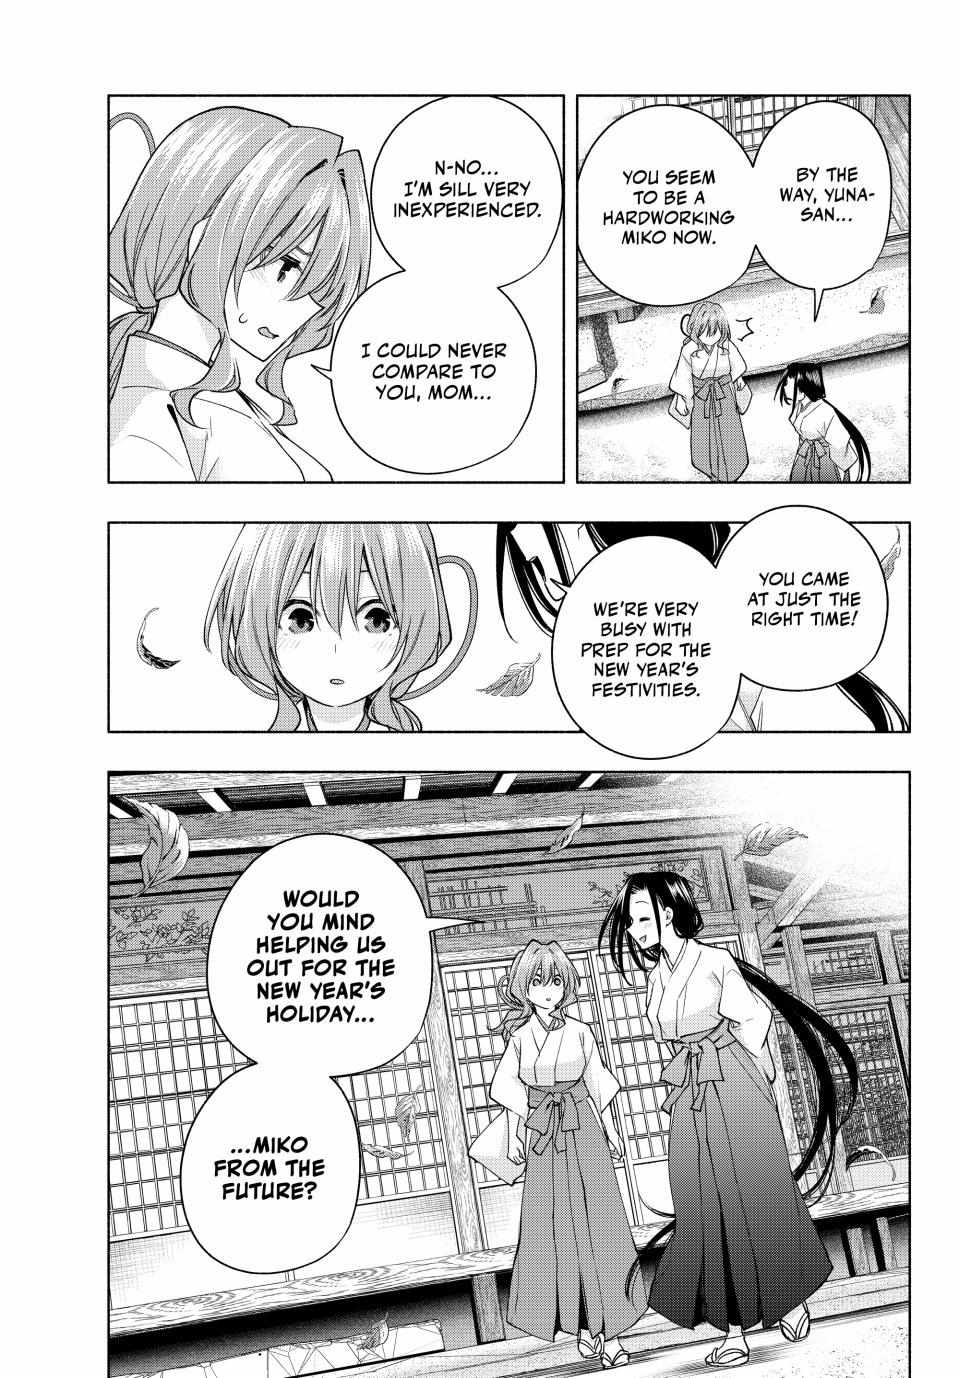 BY THE
WAY, YUNA-
SAN...
YOU SEEM
TO BE A
HARDWORKING
MIKO NOW.
N-NO...
I'M SILL VERY
INEXPERIENCED.
I COULD NEVER
COMPARE TO
YOU, MOM...
YOU CAME
AT JUST THE
RIGHT TIME!
WE'RE VERY
BUSY WITH
PREP FOR THE
NEW YEAR'S
FESTIVITIES.
WOULD
YOU MIND
HELPING US
OUT FOR THE
NEW YEAR'S
HOLIDAY...
...MIKO
FROM THE
FUTURE?